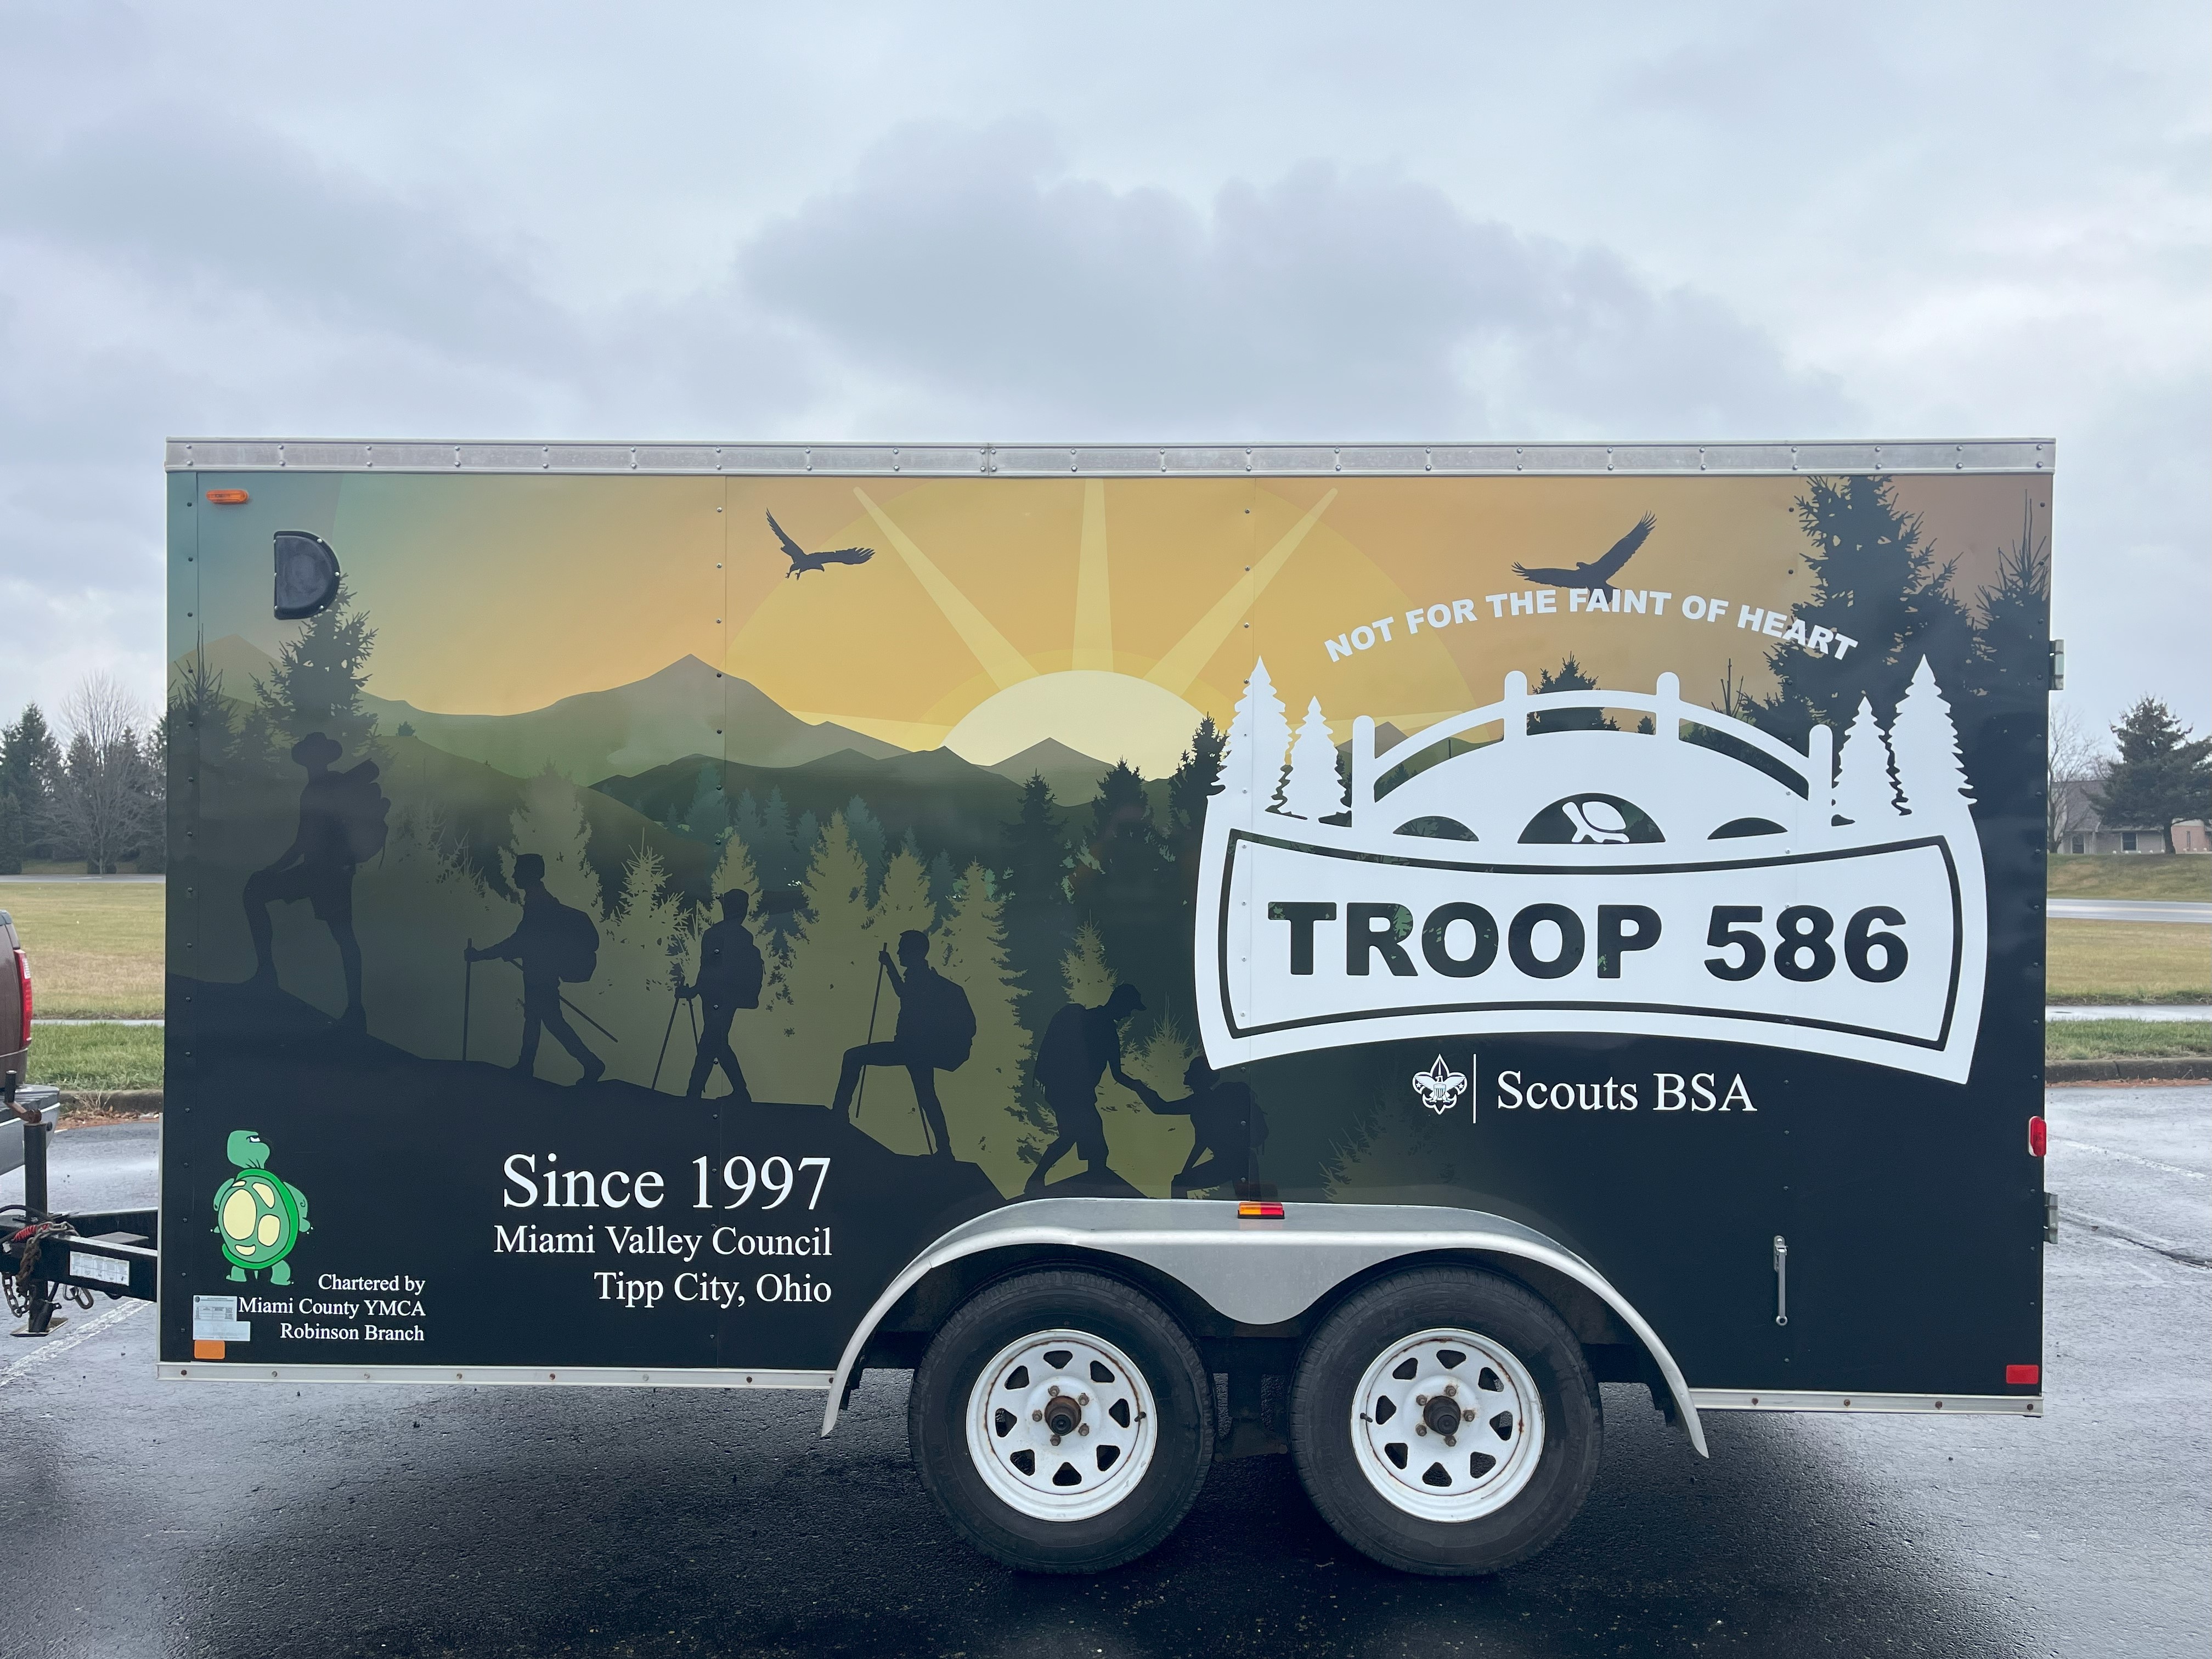 NOT FOR THE FAINT OF HEART
TROOP 586
Scouts BSA
Since 1997
Miami Valley Council
Tipp City, Ohio
Chartered by
Miami County YMCA
Robinson Branch